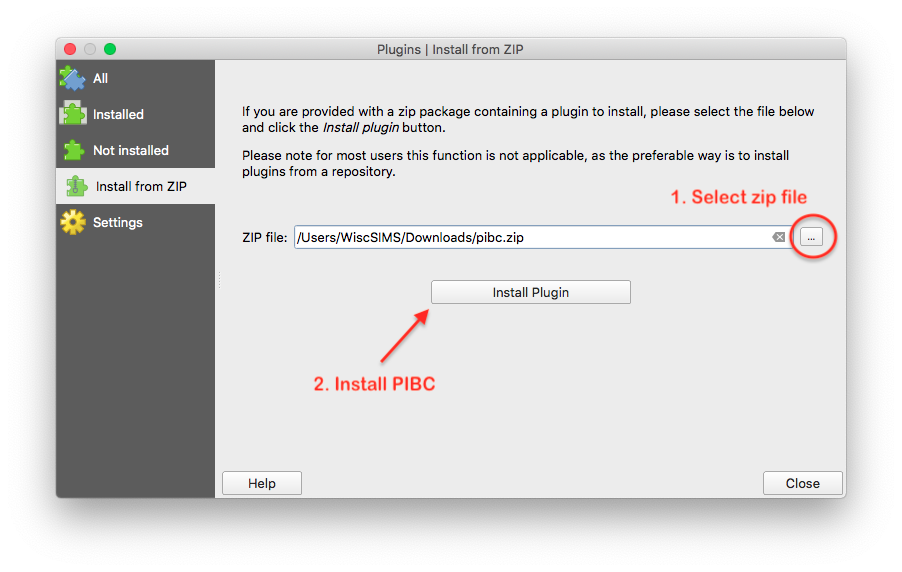 Plugins | Install from ZIP
All
Installed
Not installed
Install from ZIP
Settings
If you are provided with a zip package containing a plugin to install, please select the file below
and click the Install plugin button.
Please note for most users this function is not applicable, as the preferable way is to install
plugins from a repository.
1. Select zip file
ZIP file: /Users/WiscSIMS/Downloads/pibc.zip ...
Install Plugin
2. Install PIBC
Help
Close